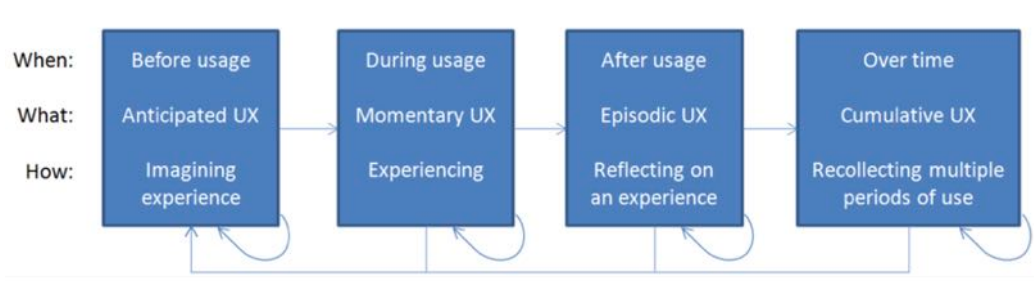 When: Before usage During usage After usage Over time
What: Anticipated UX Momentary UX Episodic UX Cumulative UX
How: Imagining Experiencing Reflecting on Recollecting multiple
experience an experience periods of use